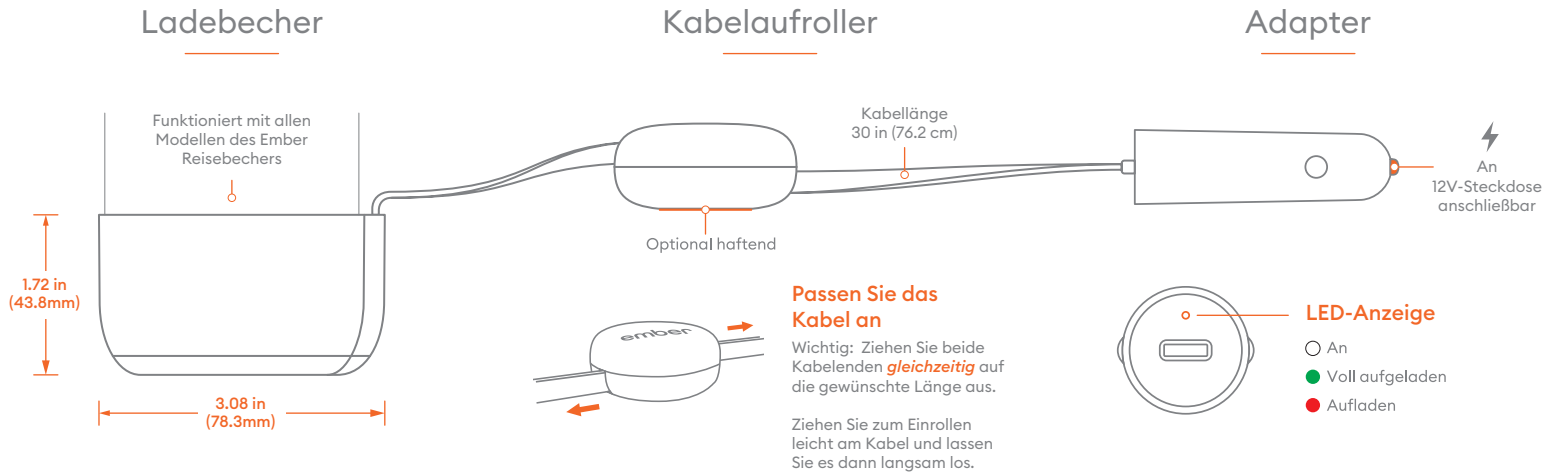 Ladebecher
Kabelaufroller
Adapter
Funktioniert mit allen
Modellen des Ember
Reisebechers
Kabellänge
30 in (76.2 cm)
An
12V-Steckdose
anschließbar
Optional haftend
1.72 in
(43.8mm)
3.08 in
(78.3mm)
ember
Passen Sie das
Kabel an
Wichtig: Ziehen Sie beide
Kabelenden gleichzeitig auf
die gewünschte Länge aus.
Ziehen Sie zum Einrollen
leicht am Kabel und lassen
Sie es dann langsam los.
LED-Anzeige
An
Voll aufgeladen
Aufladen